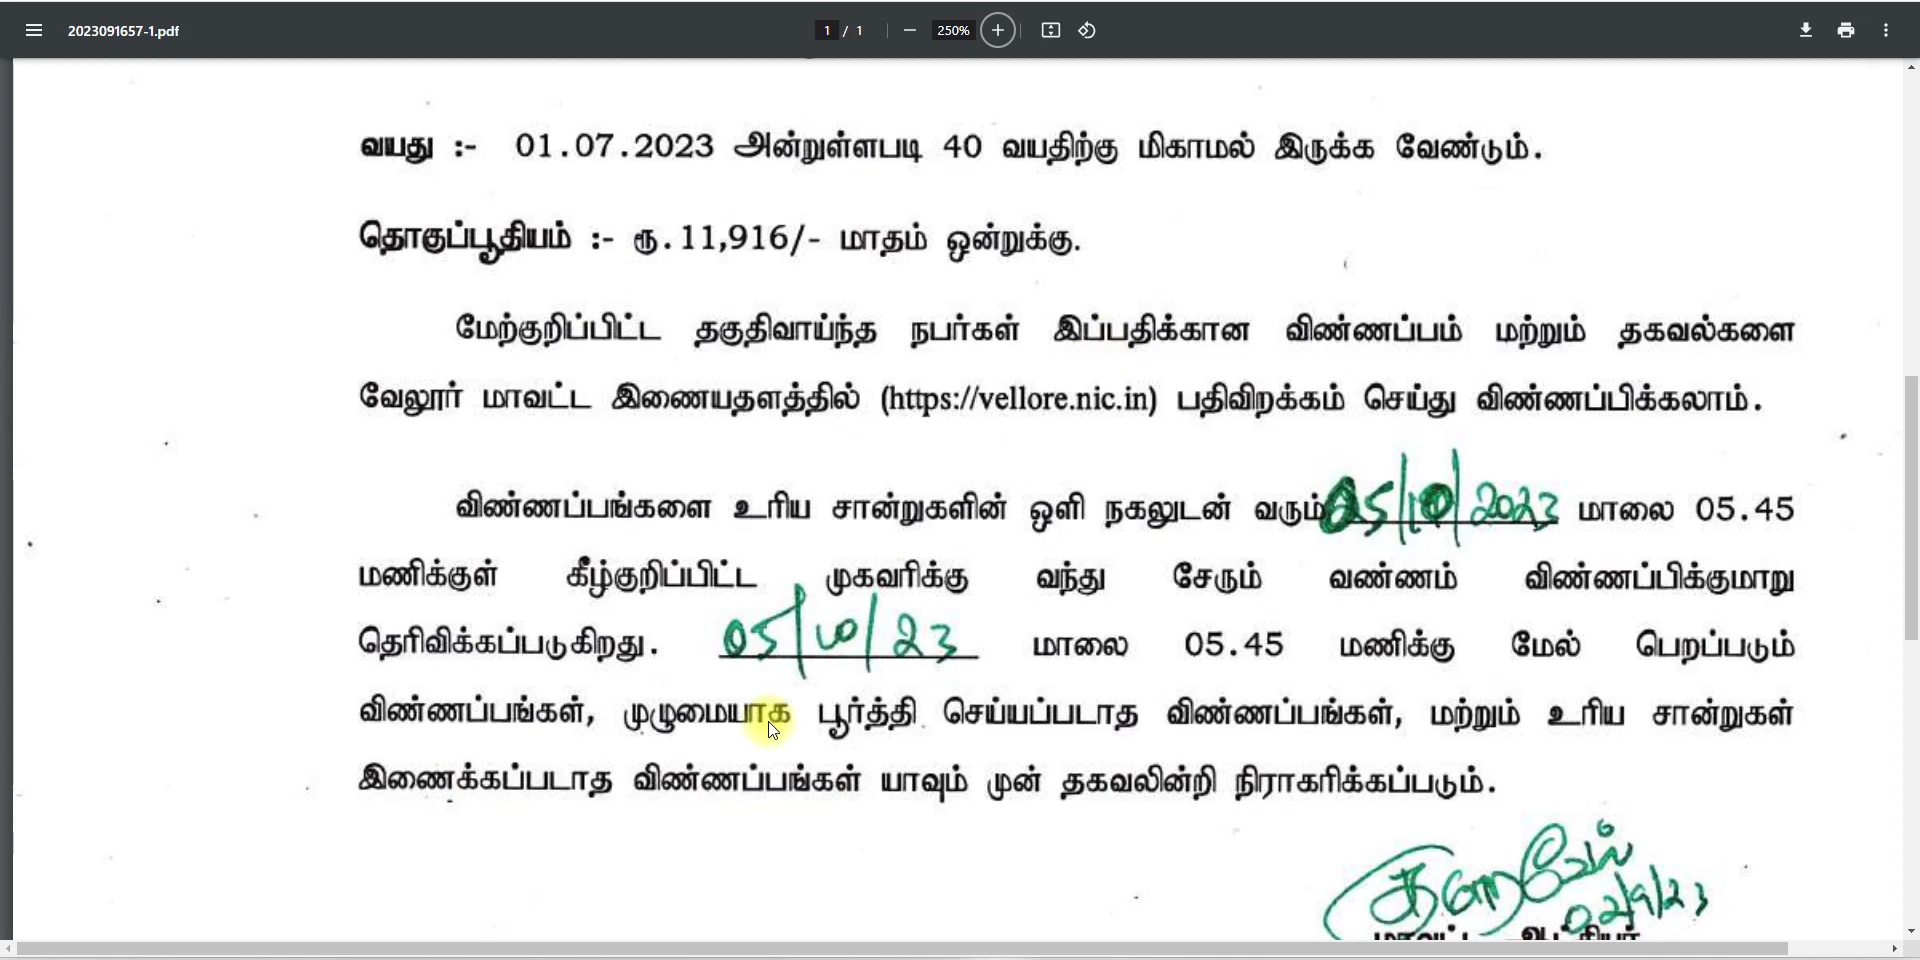 2023091657-1.pdf
1 / 1
250%
வயது :- 01.07.2023 அன்றுள்ளபடி 40 வயதிற்கு மிகாமல் இருக்க வேண்டும்.
தொகுப்பூதியம் :- ரூ.11,916/- மாதம் ஒன்றுக்கு.
மேற்குறிப்பிட்ட தகுதிவாய்ந்த நபர்கள் இப்பதிக்கான விண்ணப்பம் மற்றும் தகவல்களை
வேலூர் மாவட்ட இணையதளத்தில் (https://vellore.nic.in) பதிவிறக்கம் செய்து விண்ணப்பிக்கலாம்.
விண்ணப்பங்களை உரிய சான்றுகளின் ஒளி நகலுடன் வரும் 05/10/2023 மாலை 05.45
மணிக்குள் கீழ்குறிப்பிட்ட முகவரிக்கு வந்து சேரும் வண்ணம் விண்ணப்பிக்குமாறு
தெரிவிக்கப்படுகிறது. 05/10/23 மாலை 05.45 மணிக்கு மேல் பெறப்படும்
விண்ணப்பங்கள், முழுமையாக பூர்த்தி செய்யப்படாத விண்ணப்பங்கள், மற்றும் உரிய சான்றுகள்
இணைக்கப்படாத விண்ணப்பங்கள் யாவும் முன் தகவலின்றி நிராகரிக்கப்படும்.